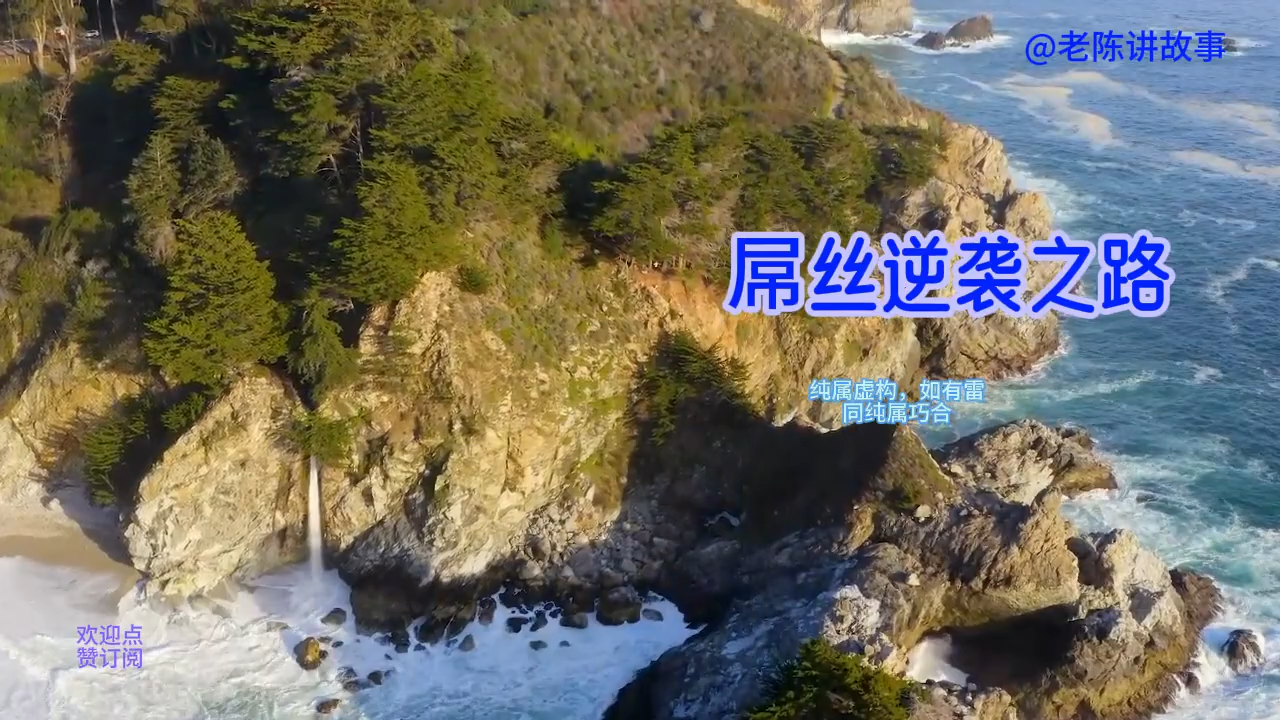 @老陈讲故事
屌丝逆袭之路
纯属虚构，如有雷
同纯属巧合
欢迎点
赞订阅